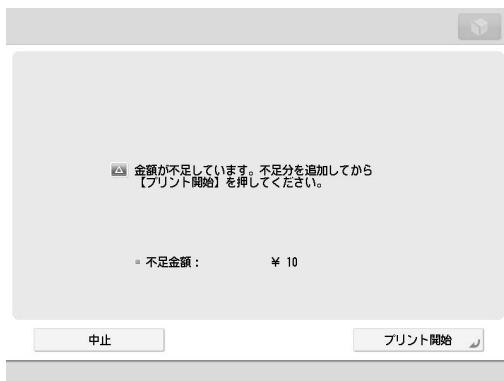 金額が不足しています。不足分を追加してから
【プリント開始】を押してください。
不足金額： ¥ 10
中止
プリント開始